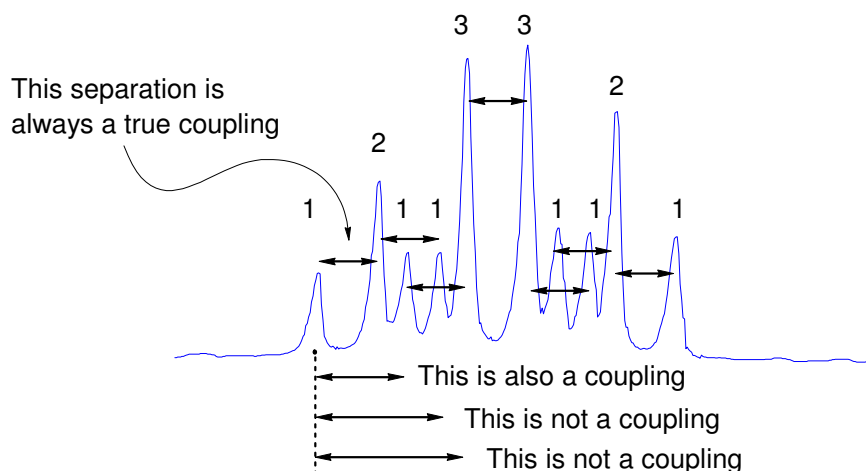 3 3
This separation is
always a true coupling
2
2
1 1 1 1 1 1
This is also a coupling
This is not a coupling
This is not a coupling